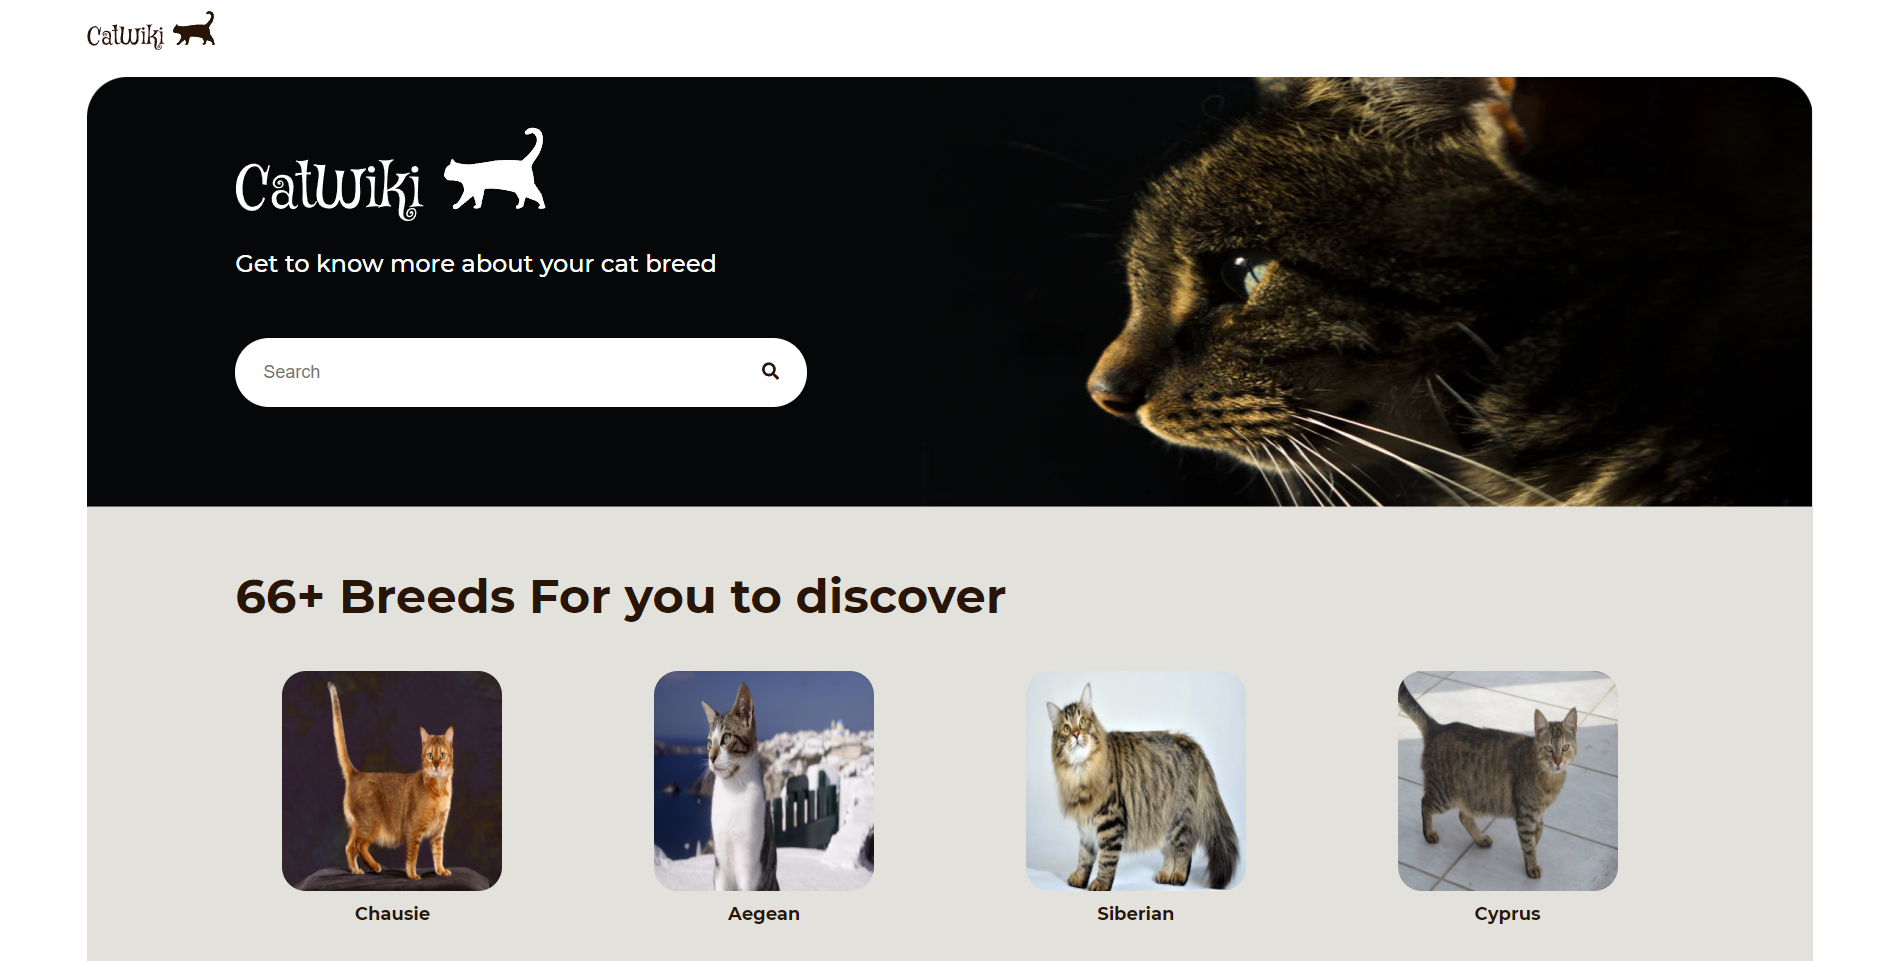 CatWiki
CatWiki
Get to know more about your cat breed
Search
66+ Breeds For you to discover
Chausie
Aegean
Siberian
Cyprus